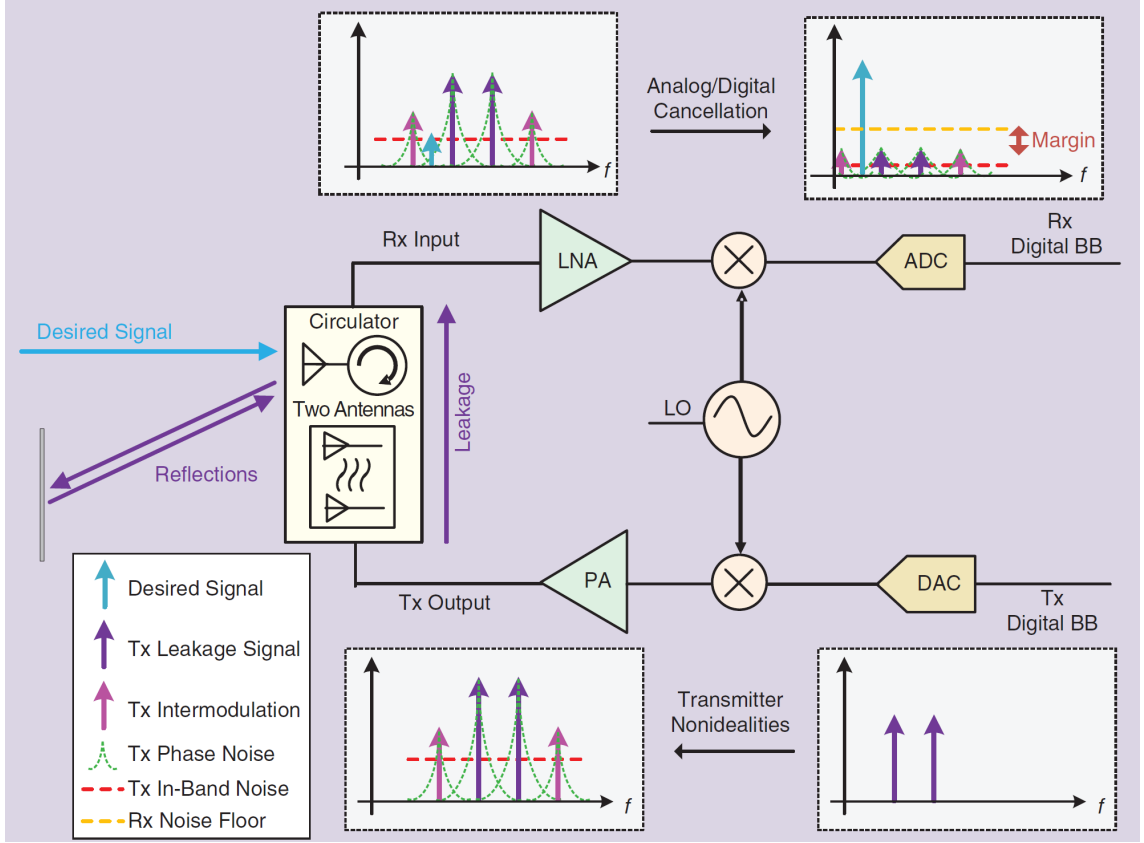 Analog/Digital
Cancellation
f
f
Margin
Rx Input
LNA
ADC
Rx
Digital BB
Desired Signal
Circulator
Two Antennas
Leakage
LO
Reflections
Tx Output
PA
DAC
Tx
Digital BB
Desired Signal
Tx Leakage Signal
Tx Intermodulation
Tx Phase Noise
Tx In-Band Noise
Rx Noise Floor
f
Transmitter
Nonidealities
f